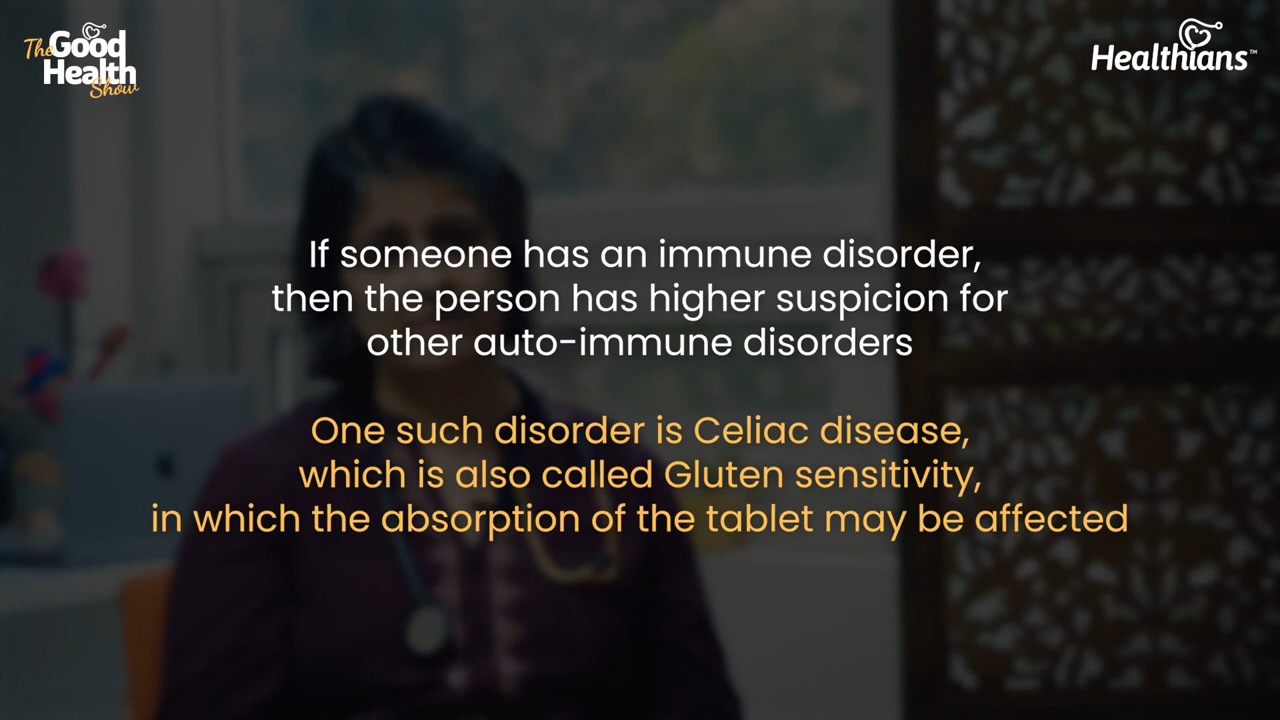 The Good
Health
Show
Healthians™
If someone has an immune disorder,
then the person has higher suspicion for
other auto-immune disorders
One such disorder is Celiac disease,
which is also called Gluten sensitivity,
in which the absorption of the tablet may be affected